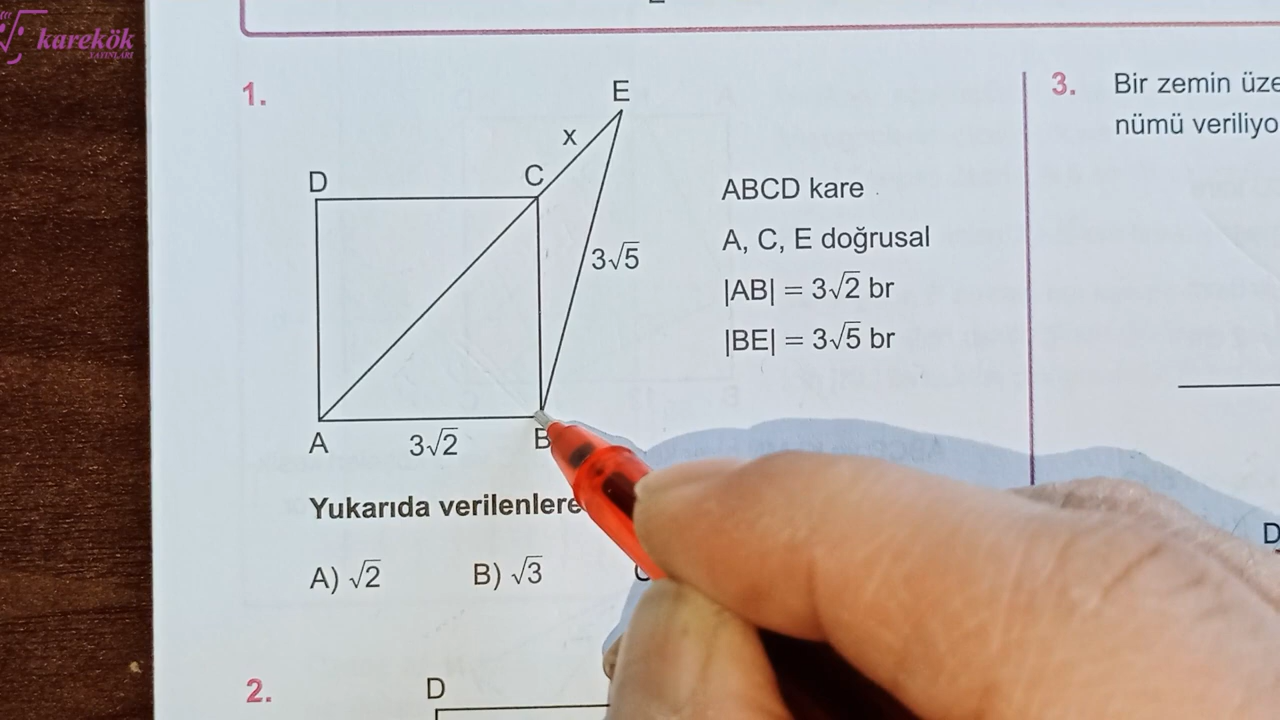 karekök
YAYINLARI
1.
E
x
D
C
3√5
A
3√2
B
ABCD kare
A, C, E doğrusal
|AB| = 3√2 br
|BE| = 3√5 br
Yukarıda verilenlere
A) √2
B) √3
2.
D
3.
Bir zemin üze
nümü veriliyo
D